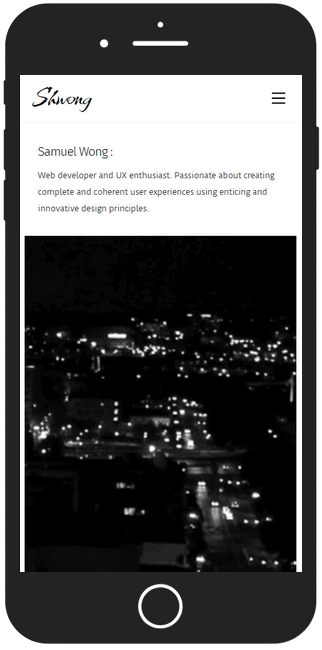 Shwong
Samuel Wong :
Web developer and UX enthusiast. Passionate about creating
complete and coherent user experiences using enticing and
innovative design principles.